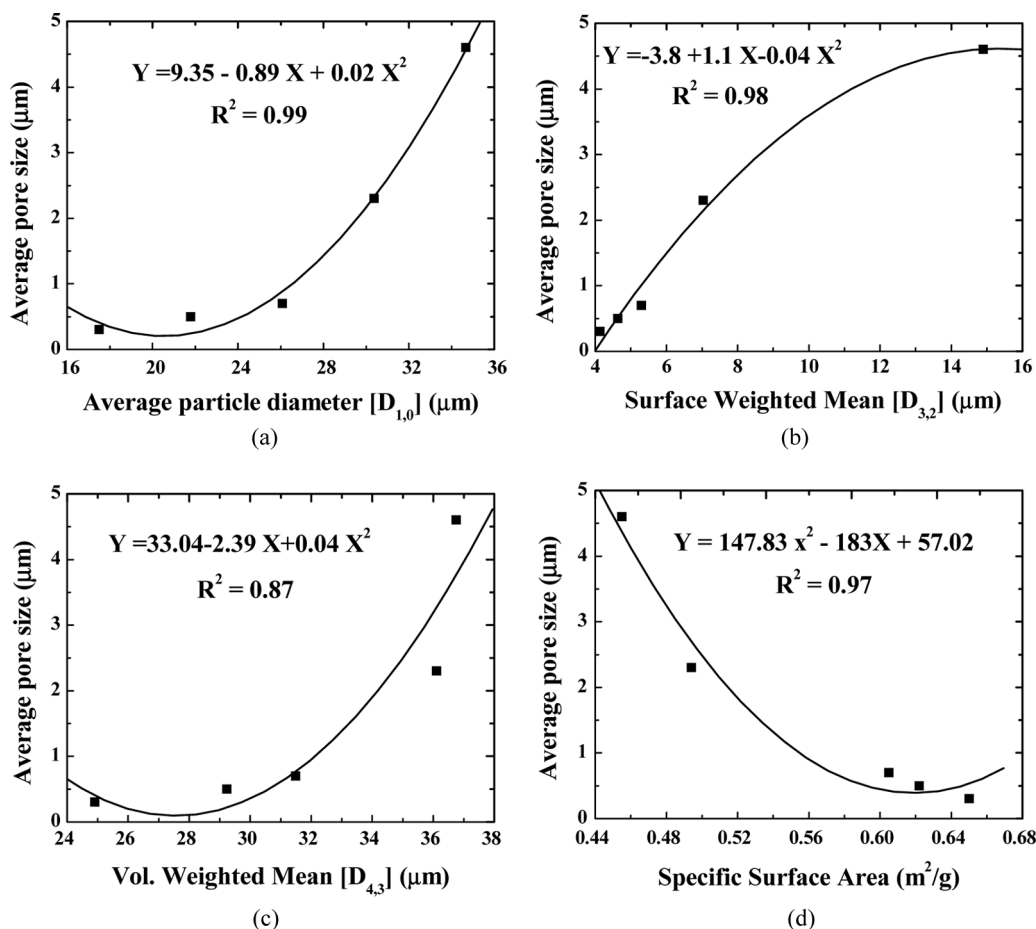 Y =9.35 - 0.89 X + 0.02 X²
R² = 0.99
Average pore size (μm)
5
4
3
2
1
0
16 20 24 28 32 36
Average particle diameter [D₁,₀] (μm)
(a)
Y =-3.8 +1.1 X-0.04 X²
R² = 0.98
Average pore size (μm)
5
4
3
2
1
0
4 6 8 10 12 14 16
Surface Weighted Mean [D₃,₂] (μm)
(b)
Y =33.04-2.39 X+0.04 X²
R² = 0.87
Average pore size (μm)
5
4
3
2
1
0
24 26 28 30 32 34 36 38
Vol. Weighted Mean [D₄,₃] (μm)
(c)
Y = 147.83 x² - 183X + 57.02
R² = 0.97
Average pore size (μm)
5
4
3
2
1
0
0.44 0.48 0.52 0.56 0.60 0.64 0.68
Specific Surface Area (m²/g)
(d)